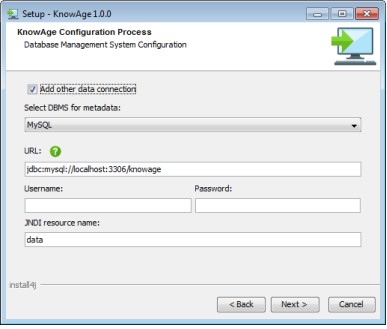 Setup - KnowAge 1.0.0
KnowAge Configuration Process
Database Management System Configuration
Add other data connection
Select DBMS for metadata:
MySQL
URL: ?
jdbc:mysql://localhost:3306/knowage
Username: Password:
JNDI resource name:
data
install4j
< Back Next > Cancel